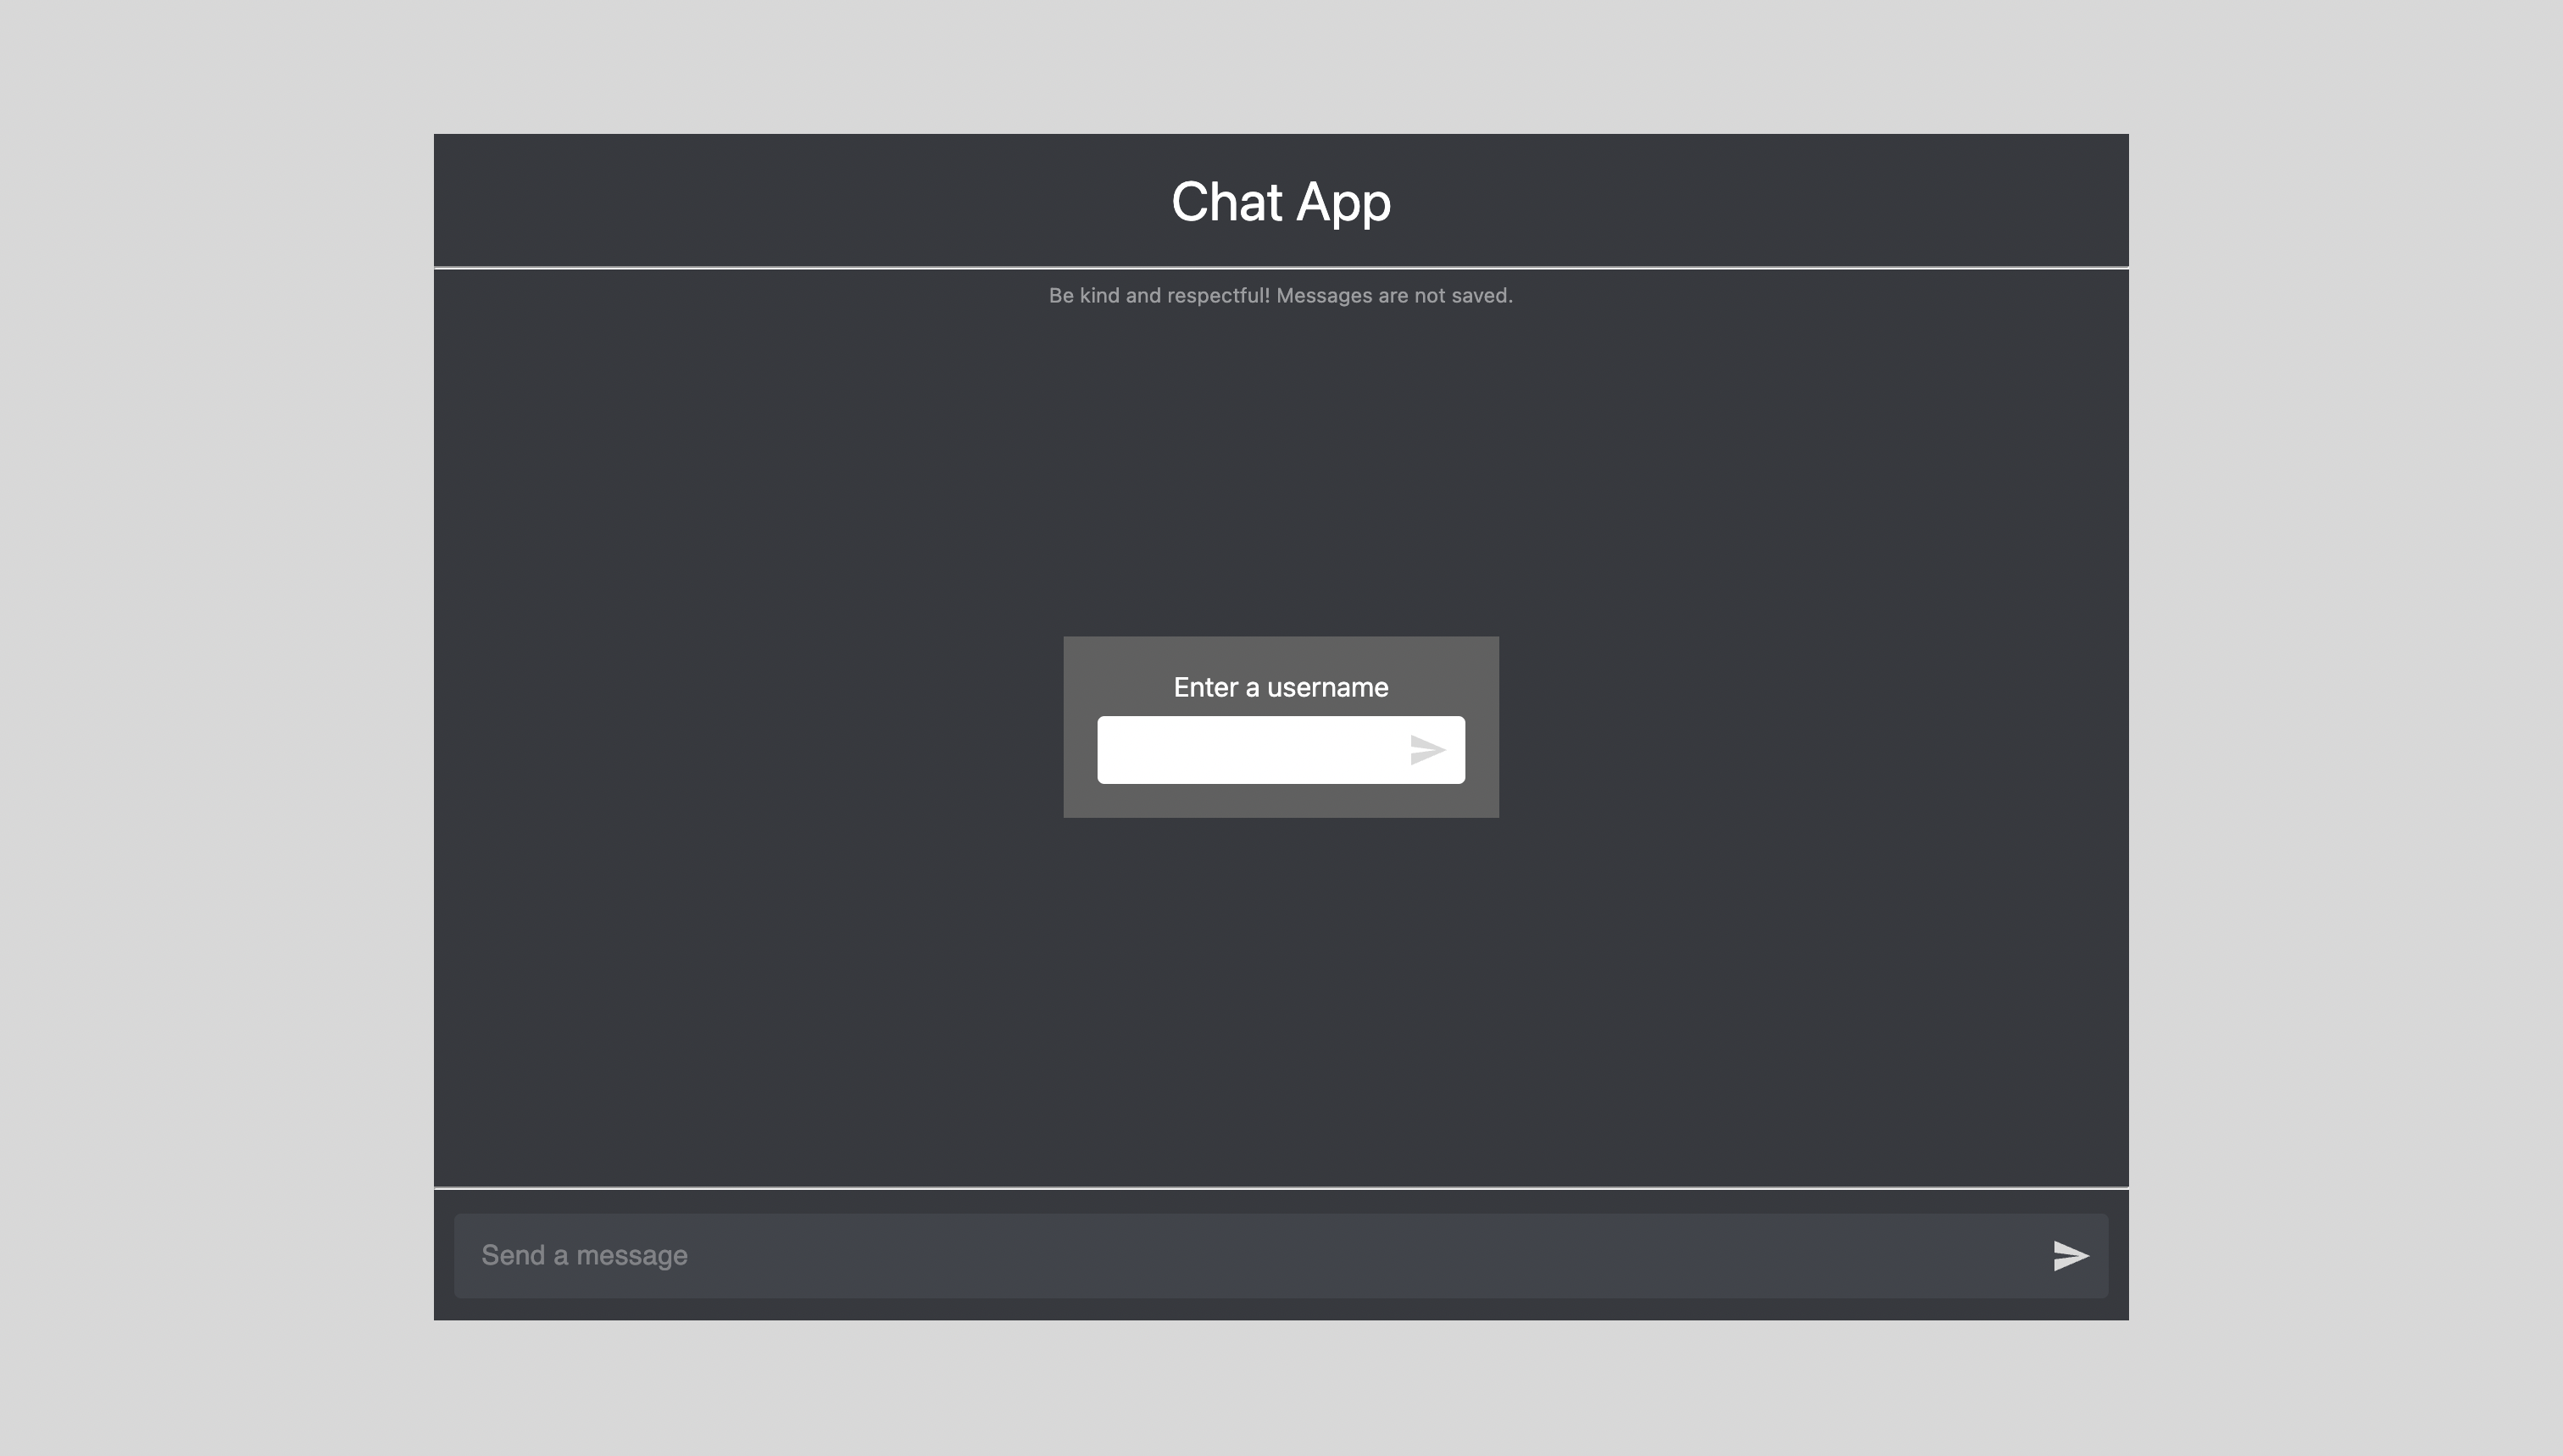 Chat App
Be kind and respectful! Messages are not saved.
Enter a username
Send a message